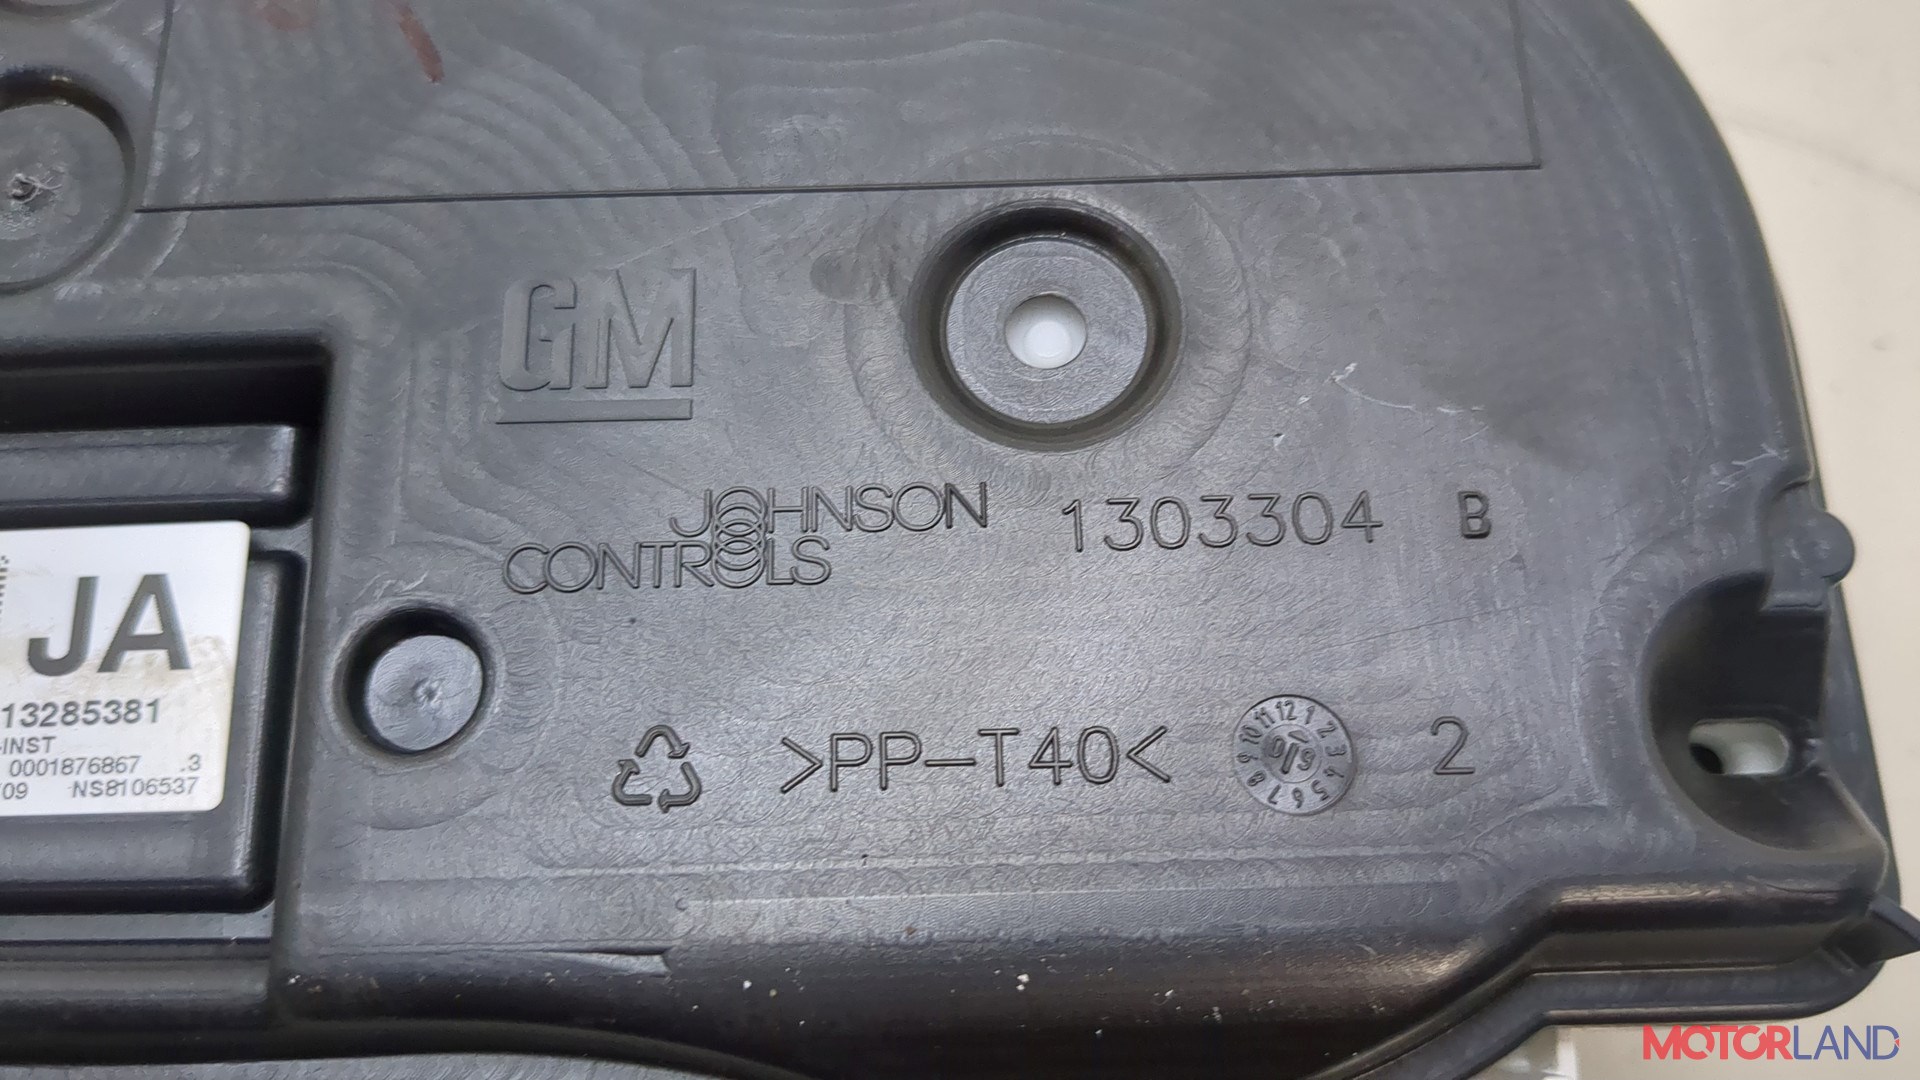 GM
JOHNSON
CONTROLS
1303304 B
JA
13285381
-INST
0001876867 .3
09 NS8106537
>PP-T40<
2
MOTORLAND